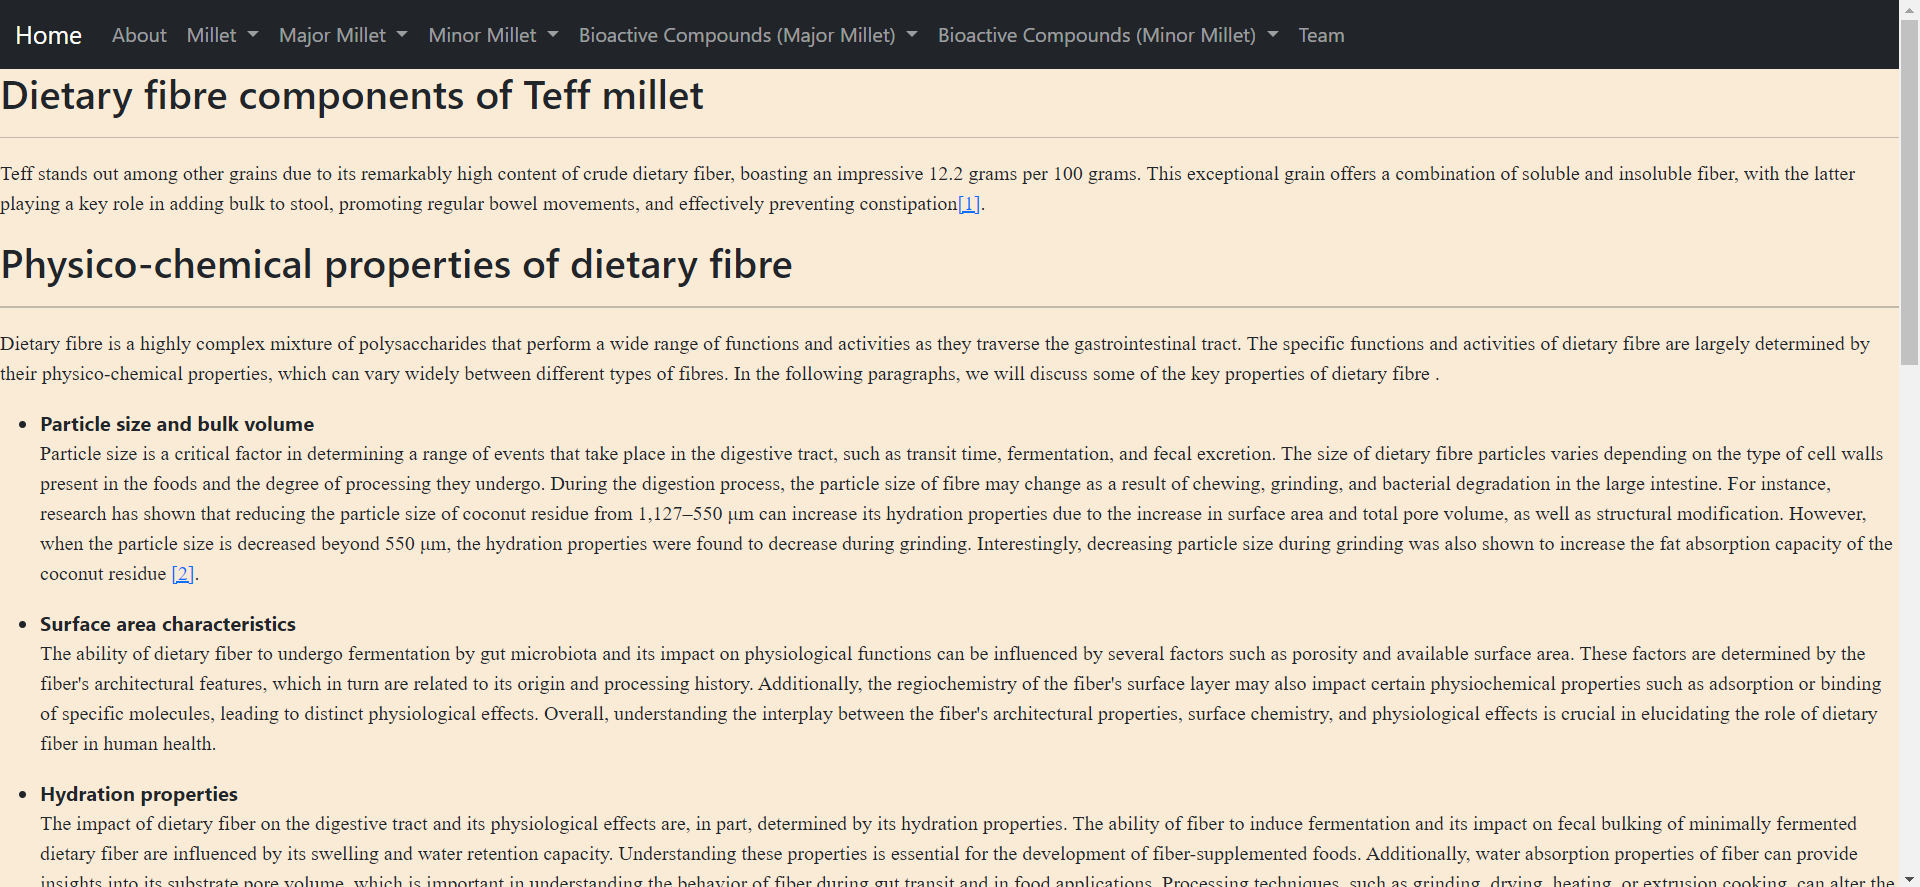 Home About Millet Major Millet Minor Millet Bioactive Compounds (Major Millet) Bioactive Compounds (Minor Millet) Team
Dietary fibre components of Teff millet
Teff stands out among other grains due to its remarkably high content of crude dietary fiber, boasting an impressive 12.2 grams per 100 grams. This exceptional grain offers a combination of soluble and insoluble fiber, with the latter
playing a key role in adding bulk to stool, promoting regular bowel movements, and effectively preventing constipation[1].
Physico-chemical properties of dietary fibre
Dietary fibre is a highly complex mixture of polysaccharides that perform a wide range of functions and activities as they traverse the gastrointestinal tract. The specific functions and activities of dietary fibre are largely determined by
their physico-chemical properties, which can vary widely between different types of fibres. In the following paragraphs, we will discuss some of the key properties of dietary fibre .
• Particle size and bulk volume
Particle size is a critical factor in determining a range of events that take place in the digestive tract, such as transit time, fermentation, and fecal excretion. The size of dietary fibre particles varies depending on the type of cell walls
present in the foods and the degree of processing they undergo. During the digestion process, the particle size of fibre may change as a result of chewing, grinding, and bacterial degradation in the large intestine. For instance,
research has shown that reducing the particle size of coconut residue from 1,127–550 μm can increase its hydration properties due to the increase in surface area and total pore volume, as well as structural modification. However,
when the particle size is decreased beyond 550 μm, the hydration properties were found to decrease during grinding. Interestingly, decreasing particle size during grinding was also shown to increase the fat absorption capacity of the
coconut residue [2].
• Surface area characteristics
The ability of dietary fiber to undergo fermentation by gut microbiota and its impact on physiological functions can be influenced by several factors such as porosity and available surface area. These factors are determined by the
fiber's architectural features, which in turn are related to its origin and processing history. Additionally, the regiochemistry of the fiber's surface layer may also impact certain physiochemical properties such as adsorption or binding
of specific molecules, leading to distinct physiological effects. Overall, understanding the interplay between the fiber's architectural properties, surface chemistry, and physiological effects is crucial in elucidating the role of dietary
fiber in human health.
• Hydration properties
The impact of dietary fiber on the digestive tract and its physiological effects are, in part, determined by its hydration properties. The ability of fiber to induce fermentation and its impact on fecal bulking of minimally fermented
dietary fiber are influenced by its swelling and water retention capacity. Understanding these properties is essential for the development of fiber-supplemented foods. Additionally, water absorption properties of fiber can provide
insights into its substrate pore volume, which is important in understanding the behavior of fiber during gut transit and in food applications. Processing techniques, such as grinding, drying, heating, or extrusion cooking, can alter the